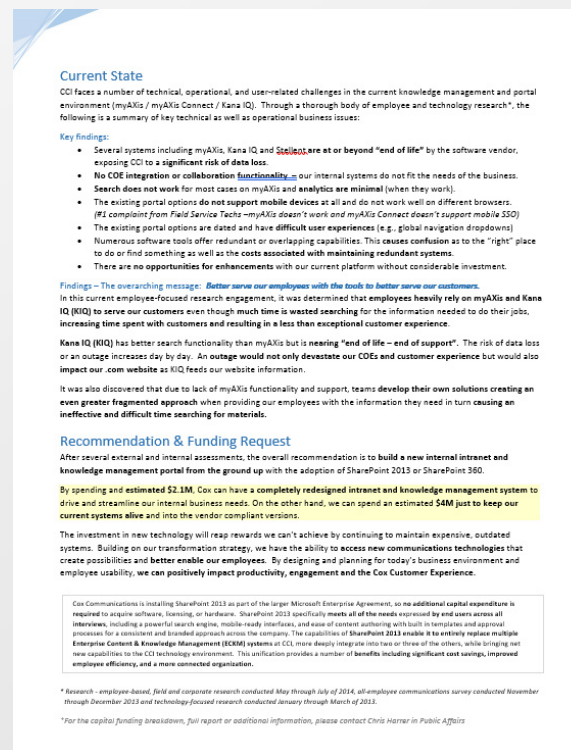 Current State
CCI faces a number of technical, operational, and user-related challenges in the current knowledge management and portal
environment (myAXis / myAXis Connect / Kana IQ). Through a thorough body of employee and technology research*, the
following is a summary of key technical as well as operational business issues:
Key findings:
• Several systems including myAXis, Kana IQ and Stellent are at or beyond “end of life” by the software vendor,
exposing CCI to a significant risk of data loss.
• No COE integration or collaboration functionality – our internal systems do not fit the needs of the business.
• Search does not work for most cases on myAXis and analytics are minimal (when they work).
• The existing portal options do not support mobile devices at all and do not work well on different browsers.
(#1 complaint from Field Service Techs –myAXis doesn’t work and myAXis Connect doesn’t support mobile SSO)
• The existing portal options are dated and have difficult user experiences (e.g., global navigation dropdowns)
• Numerous software tools offer redundant or overlapping capabilities. This causes confusion as to the “right” place
to do or find something as well as the costs associated with maintaining redundant systems.
• There are no opportunities for enhancements with our current platform without considerable investment.
Findings – The overarching message: Better serve our employees with the tools to better serve our customers.
In this current employee-focused research engagement, it was determined that employees heavily rely on myAXis and Kana
IQ (KIQ) to serve our customers even though much time is wasted searching for the information needed to do their jobs,
increasing time spent with customers and resulting in a less than exceptional customer experience.
Kana IQ (KIQ) has better search functionality than myAXis but is nearing “end of life – end of support”. The risk of data loss
or an outage increases day by day. An outage would not only devastate our COEs and customer experience but would also
impact our .com website as KIQ feeds our website information.
It was also discovered that due to lack of myAXis functionality and support, teams develop their own solutions creating an
even greater fragmented approach when providing our employees with the information they need in turn causing an
ineffective and difficult time searching for materials.
Recommendation & Funding Request
After several external and internal assessments, the overall recommendation is to build a new internal intranet and
knowledge management portal from the ground up with the adoption of SharePoint 2013 or SharePoint 360.
By spending and estimated $2.1M, Cox can have a completely redesigned intranet and knowledge management system to
drive and streamline our internal business needs. On the other hand, we can spend an estimated $4M just to keep our
current systems alive and into the vendor compliant versions.
The investment in new technology will reap rewards we can’t achieve by continuing to maintain expensive, outdated
systems. Building on our transformation strategy, we have the ability to access new communications technologies that
create possibilities and better enable our employees. By designing and planning for today’s business environment and
employee usability, we can positively impact productivity, engagement and the Cox Customer Experience.
Cox Communications is installing SharePoint 2013 as part of the larger Microsoft Enterprise Agreement, so no additional capital expenditure is
required to acquire software, licensing, or hardware. SharePoint 2013 specifically meets all of the needs expressed by end users across all
interviews, including a powerful search engine, mobile-ready interfaces, and ease of content authoring with built in templates and approval
processes for a consistent and branded approach across the company. The capabilities of SharePoint 2013 enable it to entirely replace multiple
Enterprise Content & Knowledge Management (ECKM) systems at CCI, more deeply integrate into two or three of the others, while bringing net
new capabilities to the CCI technology environment. This unification provides a number of benefits including significant cost savings, improved
employee efficiency, and a more connected organization.
* Research - employee-based, field and corporate research conducted May through July of 2014, all-employee communications survey conducted November
through December 2013 and technology-focused research conducted January through March of 2013.
*For the capital funding breakdown, full report or additional information, please contact Chris Harrer in Public Affairs